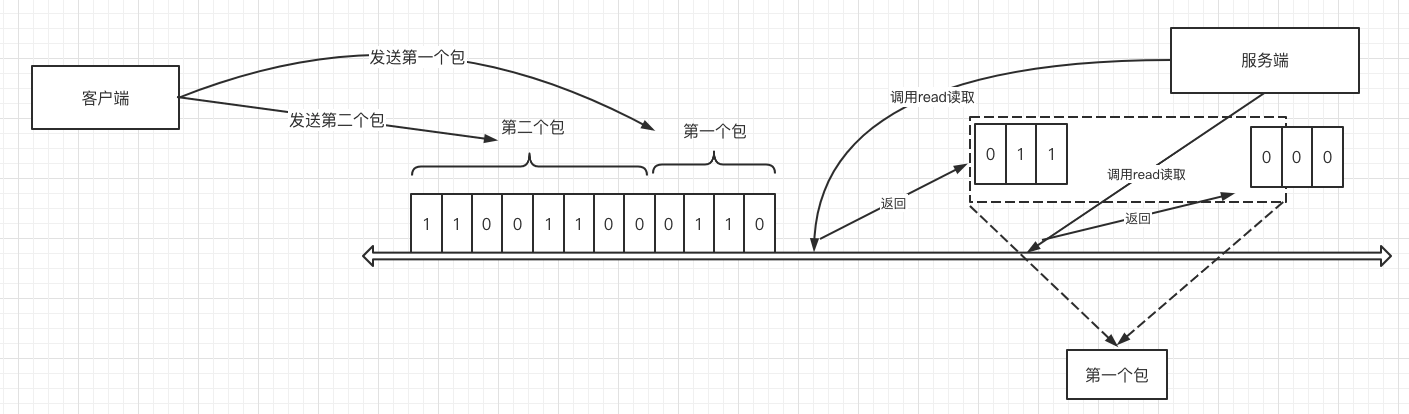 发送第一个包
服务端
客户端
调用read读取
发送第二个包
第二个包
第一个包
0 1 1
0 0 0
调用read读取
返回
返回
1 1 0 0 1 1 0 0 0 1 1 0
第一个包